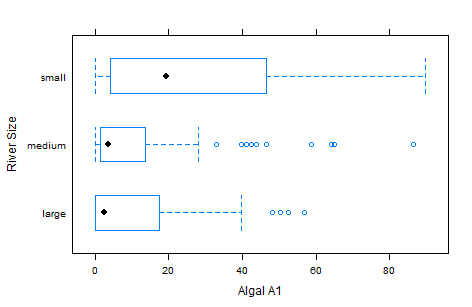 small
medium
large
River Size
0 20 40 60 80
Algal A1